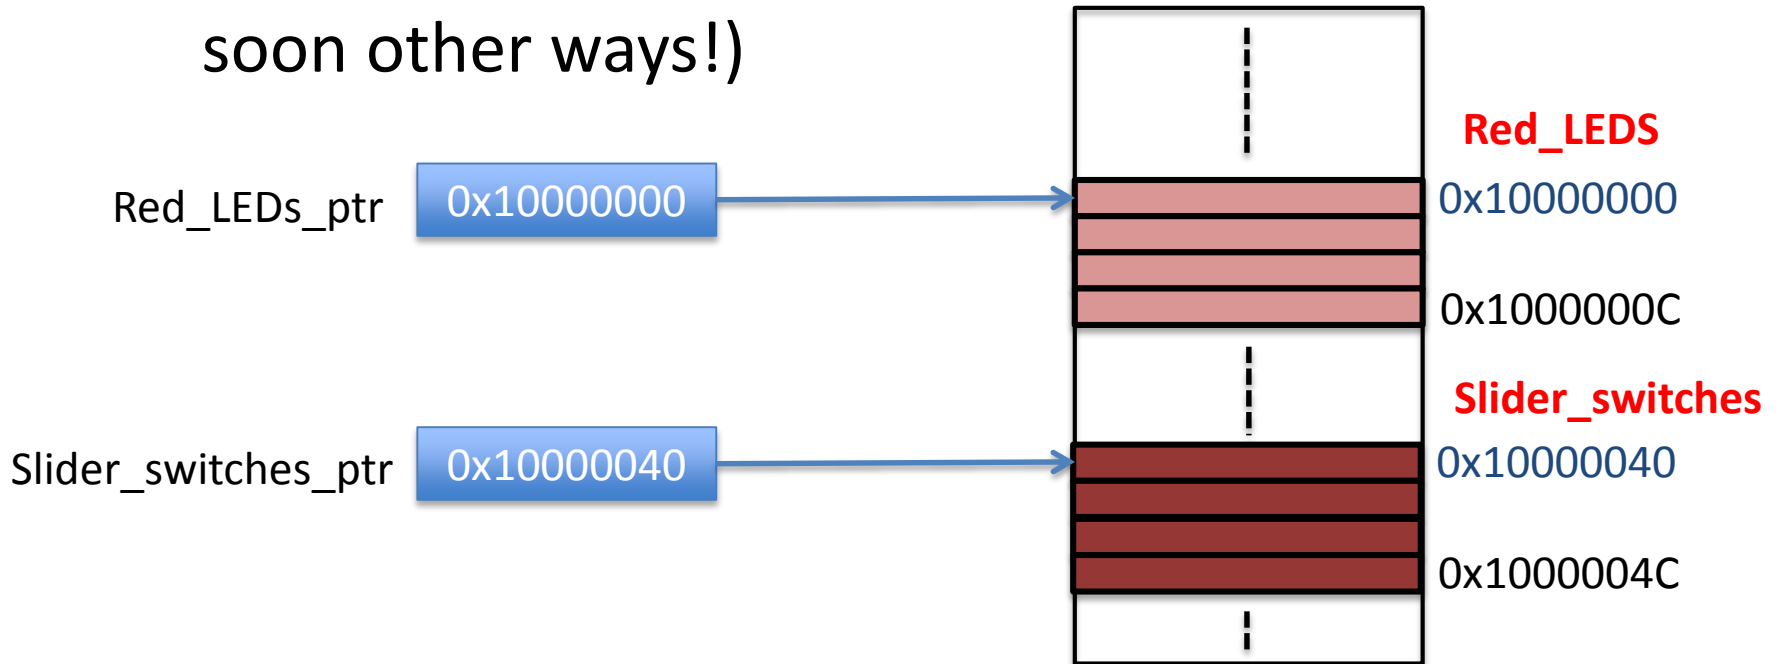 soon other ways!)
Red_LEDS
Red_LEDs_ptr 0x10000000 0x10000000
0x1000000C
Slider_switches
Slider_switches_ptr 0x10000040 0x10000040
0x1000004C